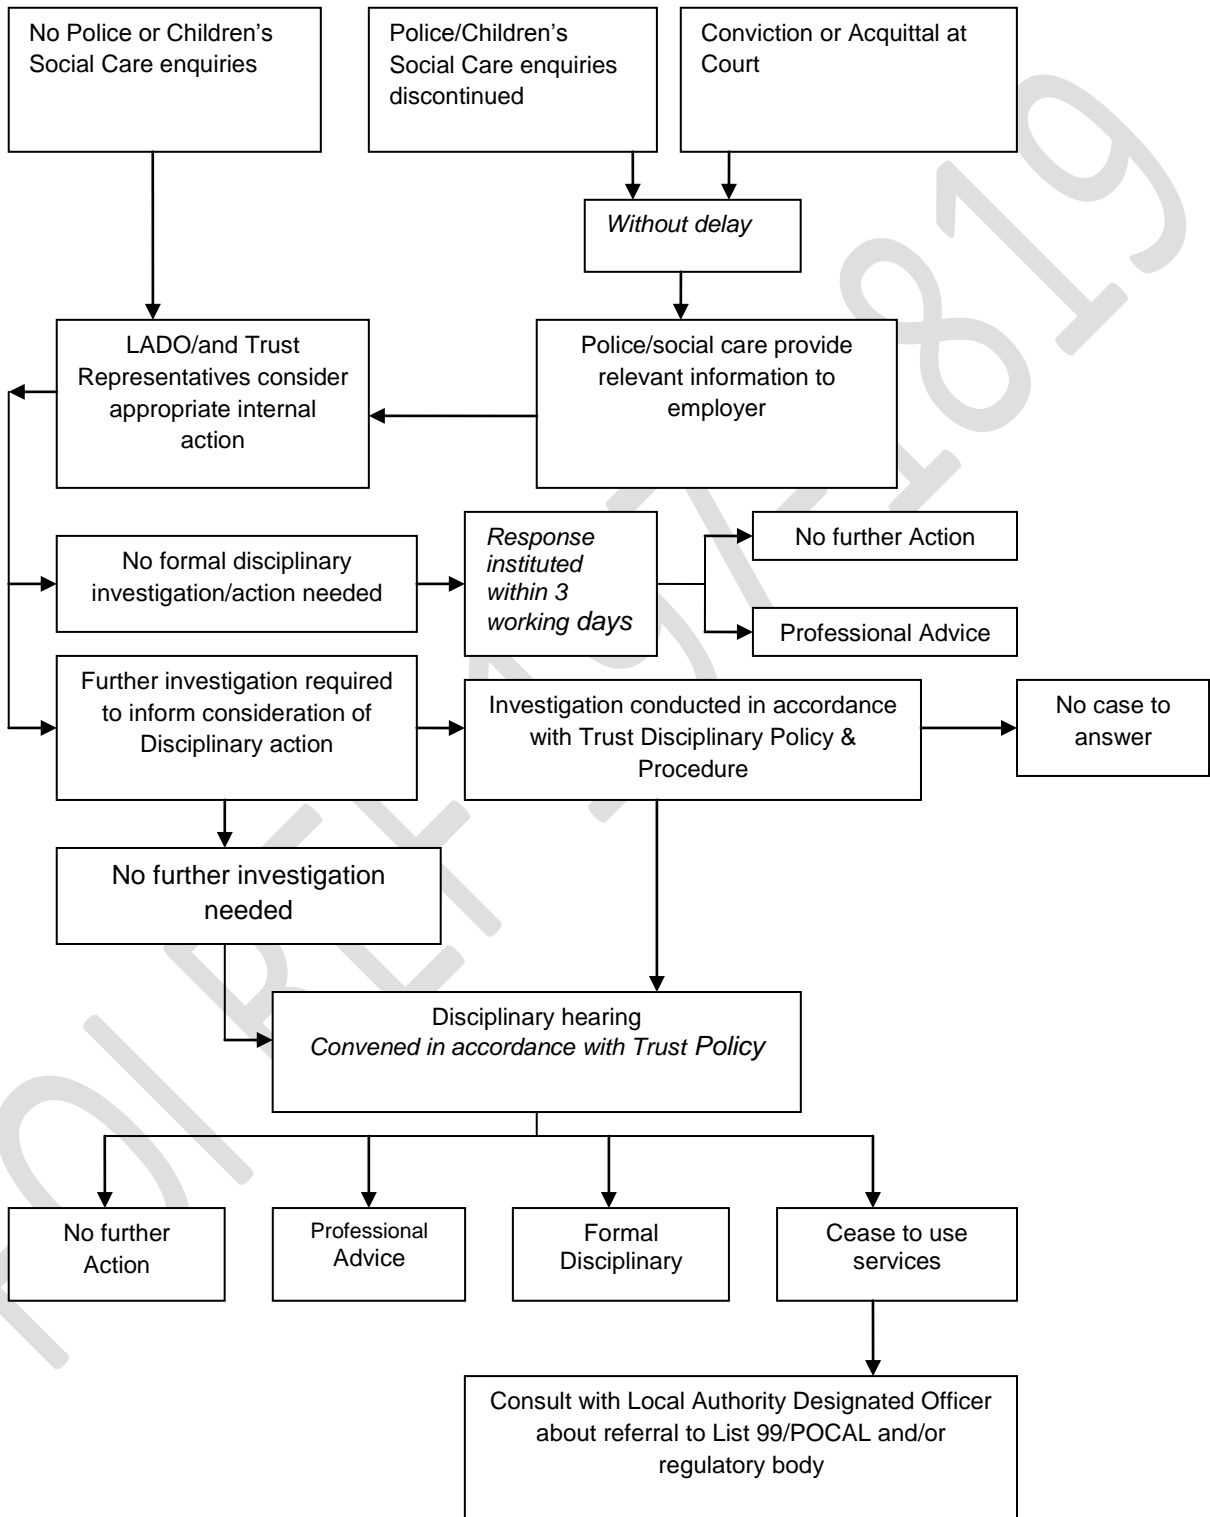 No Police or Children’s
Social Care enquiries
Police/Children’s
Social Care enquiries
discontinued
Conviction or Acquittal at
Court
Without delay
LADO/and Trust
Representatives consider
appropriate internal
action
Police/social care provide
relevant information to
employer
No formal disciplinary
investigation/action needed
Response
instituted
within 3
working days
No further Action
Professional Advice
Further investigation required
to inform consideration of
Disciplinary action
Investigation conducted in accordance
with Trust Disciplinary Policy &
Procedure
No case to
answer
No further investigation
needed
Disciplinary hearing
Convened in accordance with Trust Policy
No further
Action
Professional
Advice
Formal
Disciplinary
Cease to use
services
Consult with Local Authority Designated Officer
about referral to List 99/POCAL and/or
regulatory body
FOI REF 197-1819